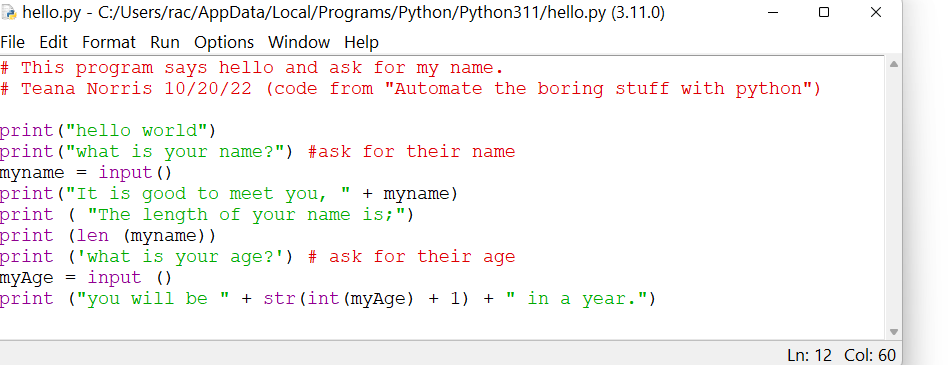 hello.py - C:/Users/rac/AppData/Local/Programs/Python/Python311/hello.py (3.11.0)
File Edit Format Run Options Window Help
# This program says hello and ask for my name.
# Teana Norris 10/20/22 (code from "Automate the boring stuff with python")
print("hello world")
print("what is your name?") #ask for their name
myname = input()
print("It is good to meet you, " + myname)
print ( "The length of your name is;")
print (len (myname))
print ('what is your age?') # ask for their age
myAge = input ()
print ("you will be " + str(int(myAge) + 1) + " in a year.")
Ln: 12 Col: 60